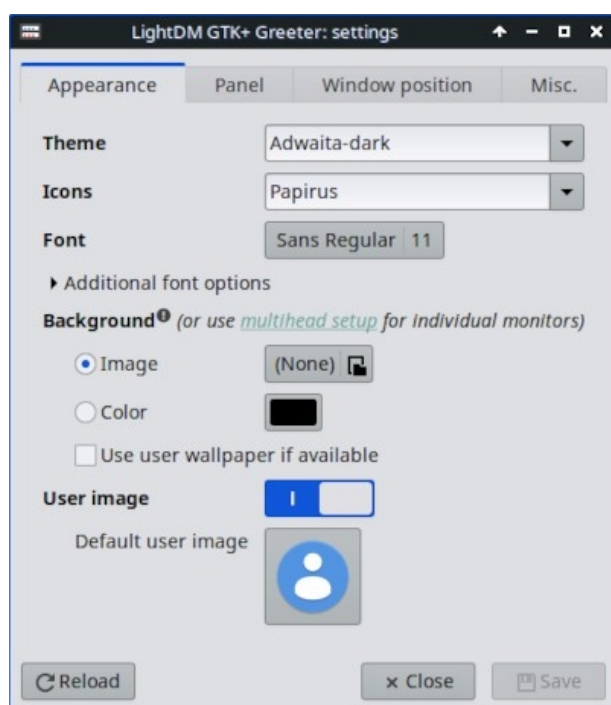 LightDM GTK+ Greeter: settings
Appearance Panel Window position Misc.
Theme Adwaita-dark
Icons Papirus
Font Sans Regular 11
Additional font options
Background (or use multihead setup for individual monitors)
Image (None)
Color
Use user wallpaper if available
User image
Default user image
Reload Close Save